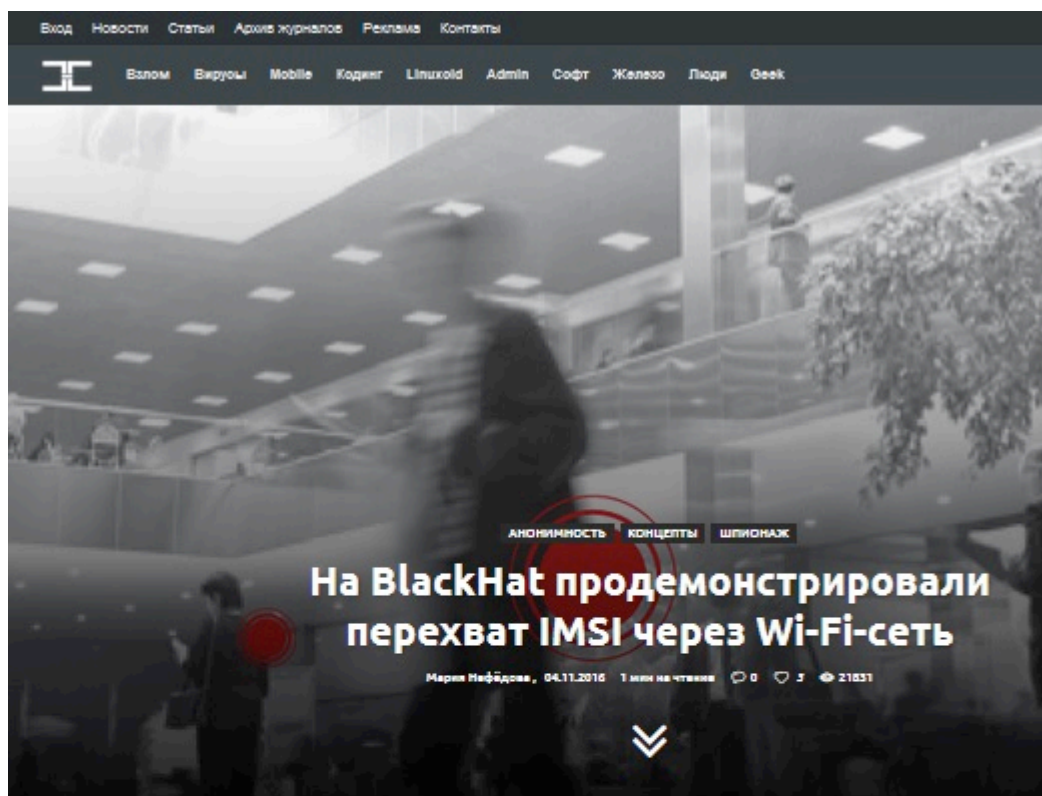 Вход Новости Статьи Архив журналов Реклама Контакты
Взлом Вирусы Mobile Кодинг Linuxoid Admin Софт Железо Люди Geek
АНОНИМНОСТЬ КОНЦЕПТЫ ШПИОНАЖ
На BlackHat продемонстрировали
перехват IMSI через Wi-Fi-сеть
Мария Нефёдова, 04.11.2016 1 мин на чтение 0 3 21831